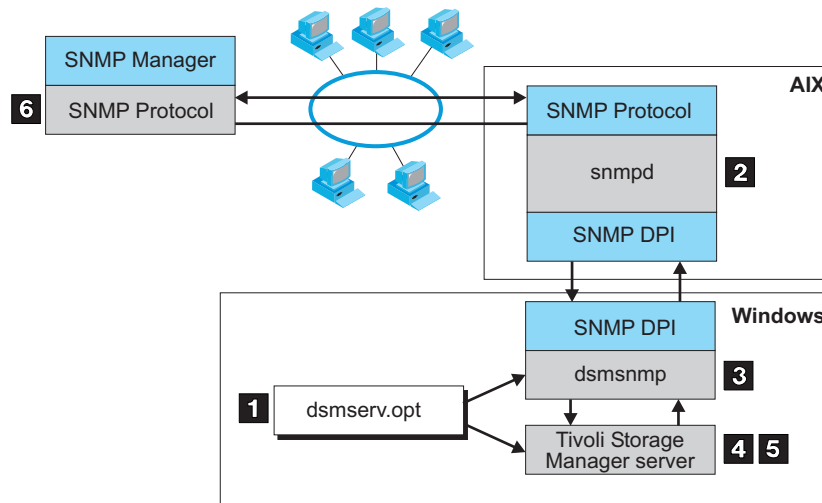 SNMP Manager
AIX
6
SNMP Protocol
SNMP Protocol
snmpd
2
SNMP DPI
Windows
SNMP DPI
dsmsnmp
3
1
dsmserv.opt
Tivoli Storage
Manager server
4
5